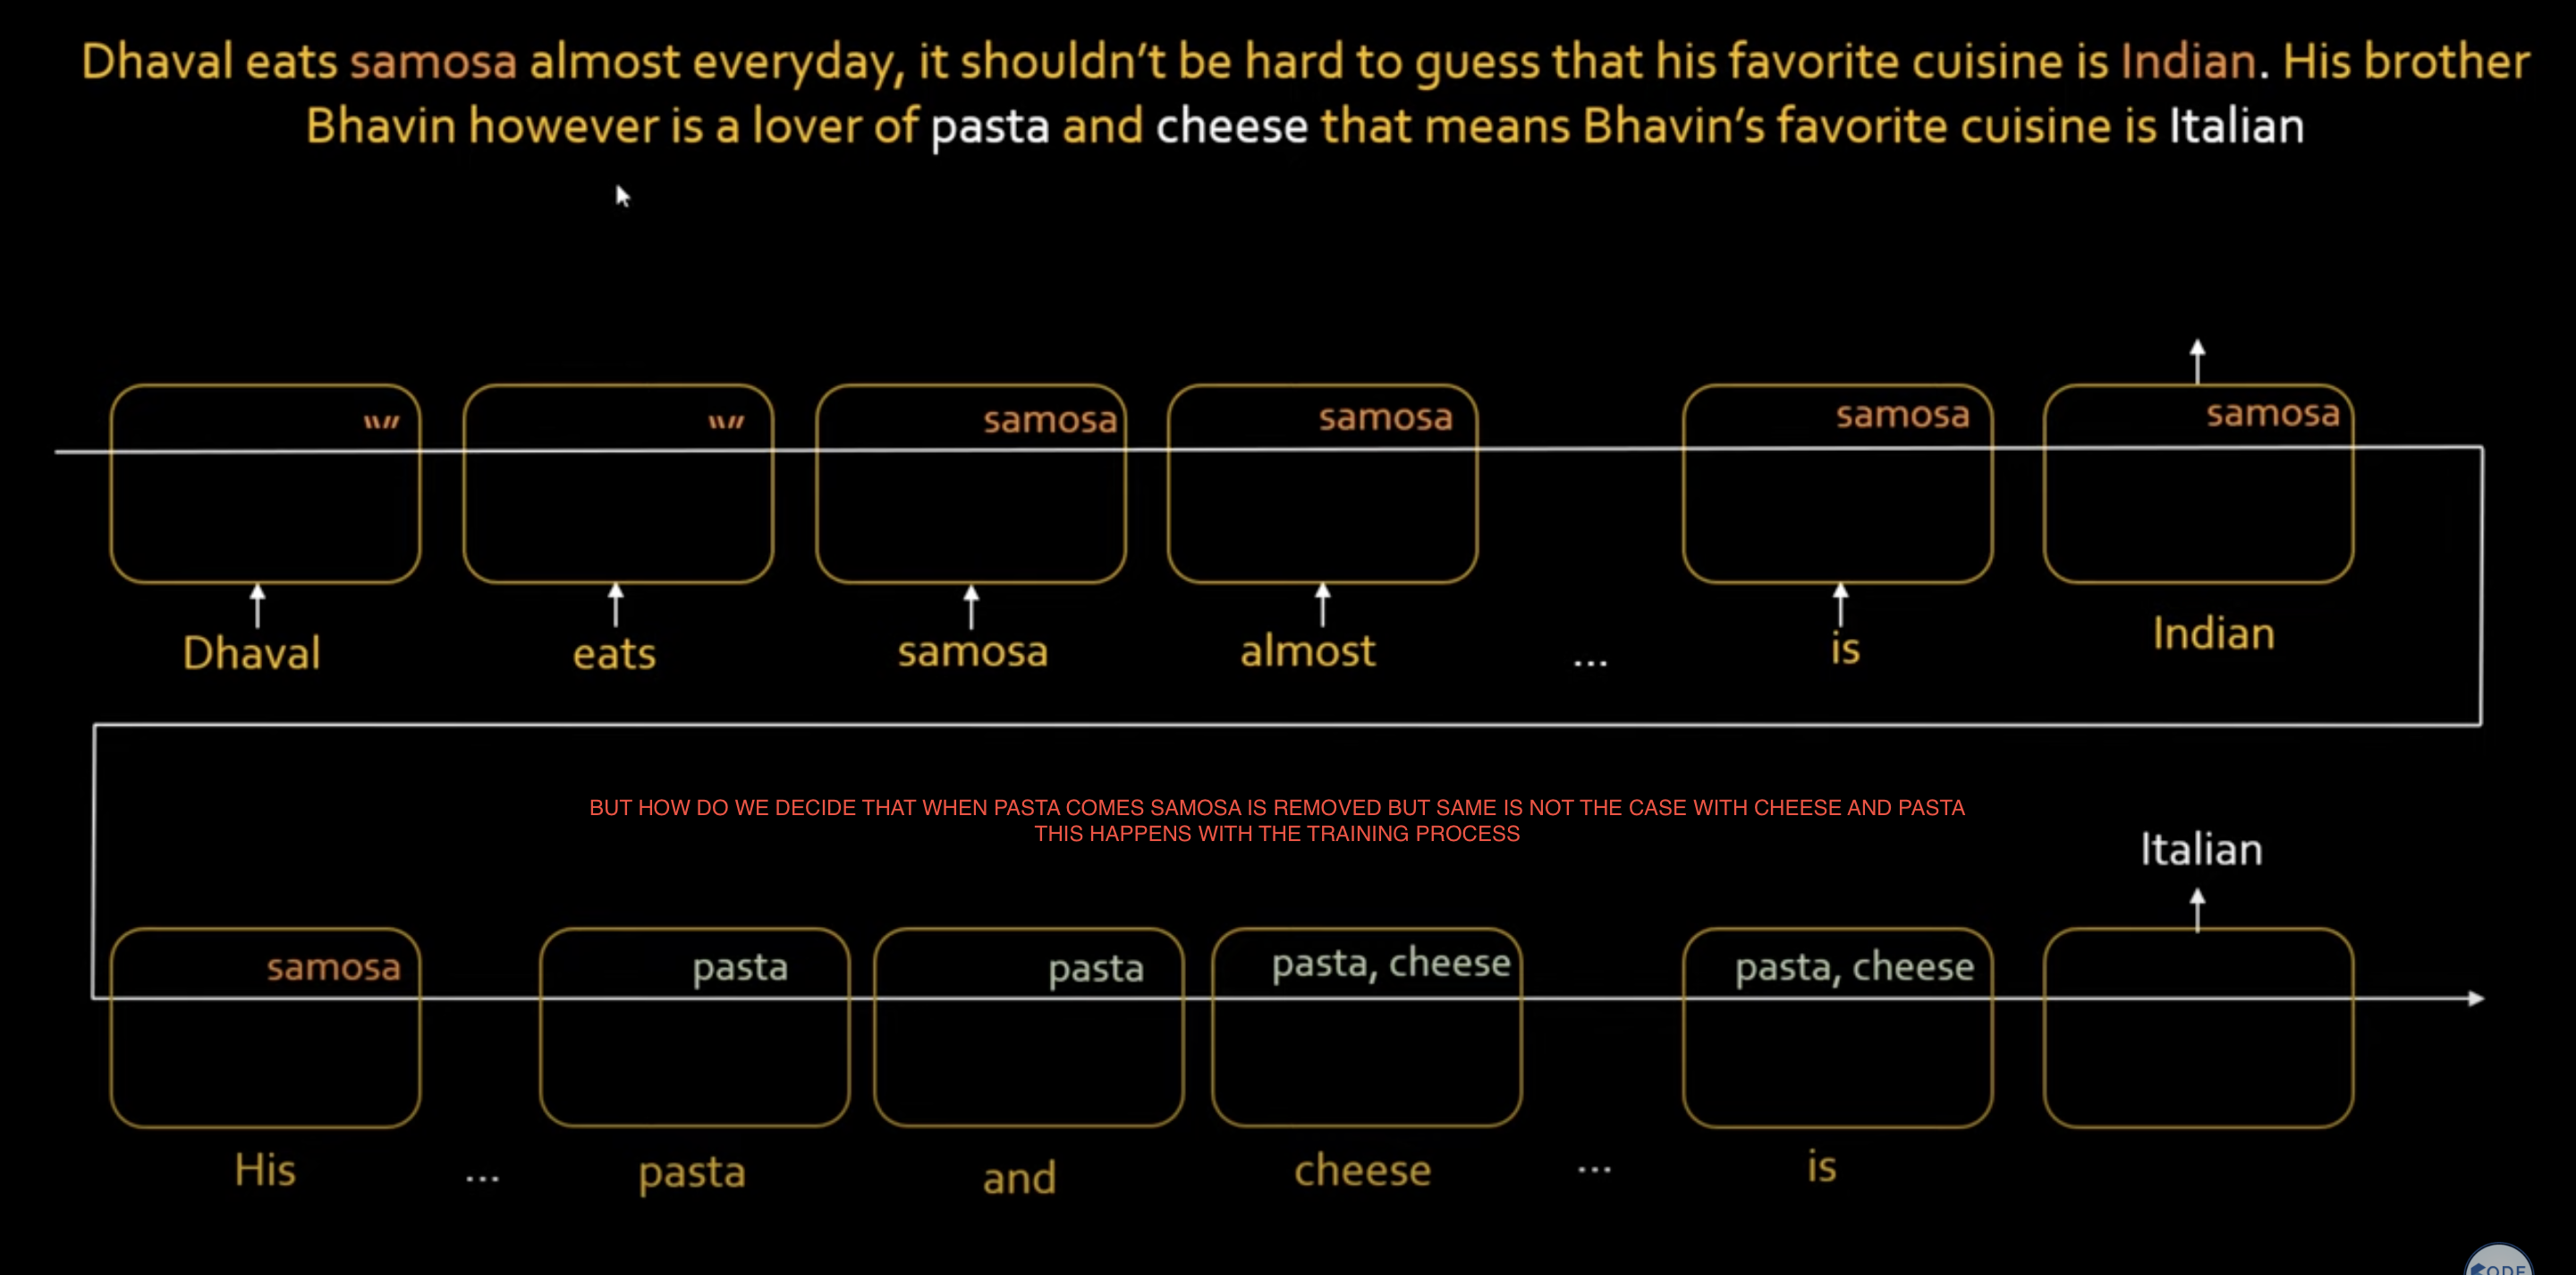 Dhaval eats samosa almost everyday, it shouldn't be hard to guess that his favorite cuisine is Indian. His brother
Bhavin however is a lover of pasta and cheese that means Bhavin's favorite cuisine is Italian
"" "" samosa samosa samosa samosa
Dhaval eats samosa almost ... is Indian
BUT HOW DO WE DECIDE THAT WHEN PASTA COMES SAMOSA IS REMOVED BUT SAME IS NOT THE CASE WITH CHEESE AND PASTA
THIS HAPPENS WITH THE TRAINING PROCESS
Italian
samosa pasta pasta pasta, cheese pasta, cheese
His ... pasta and cheese ... is